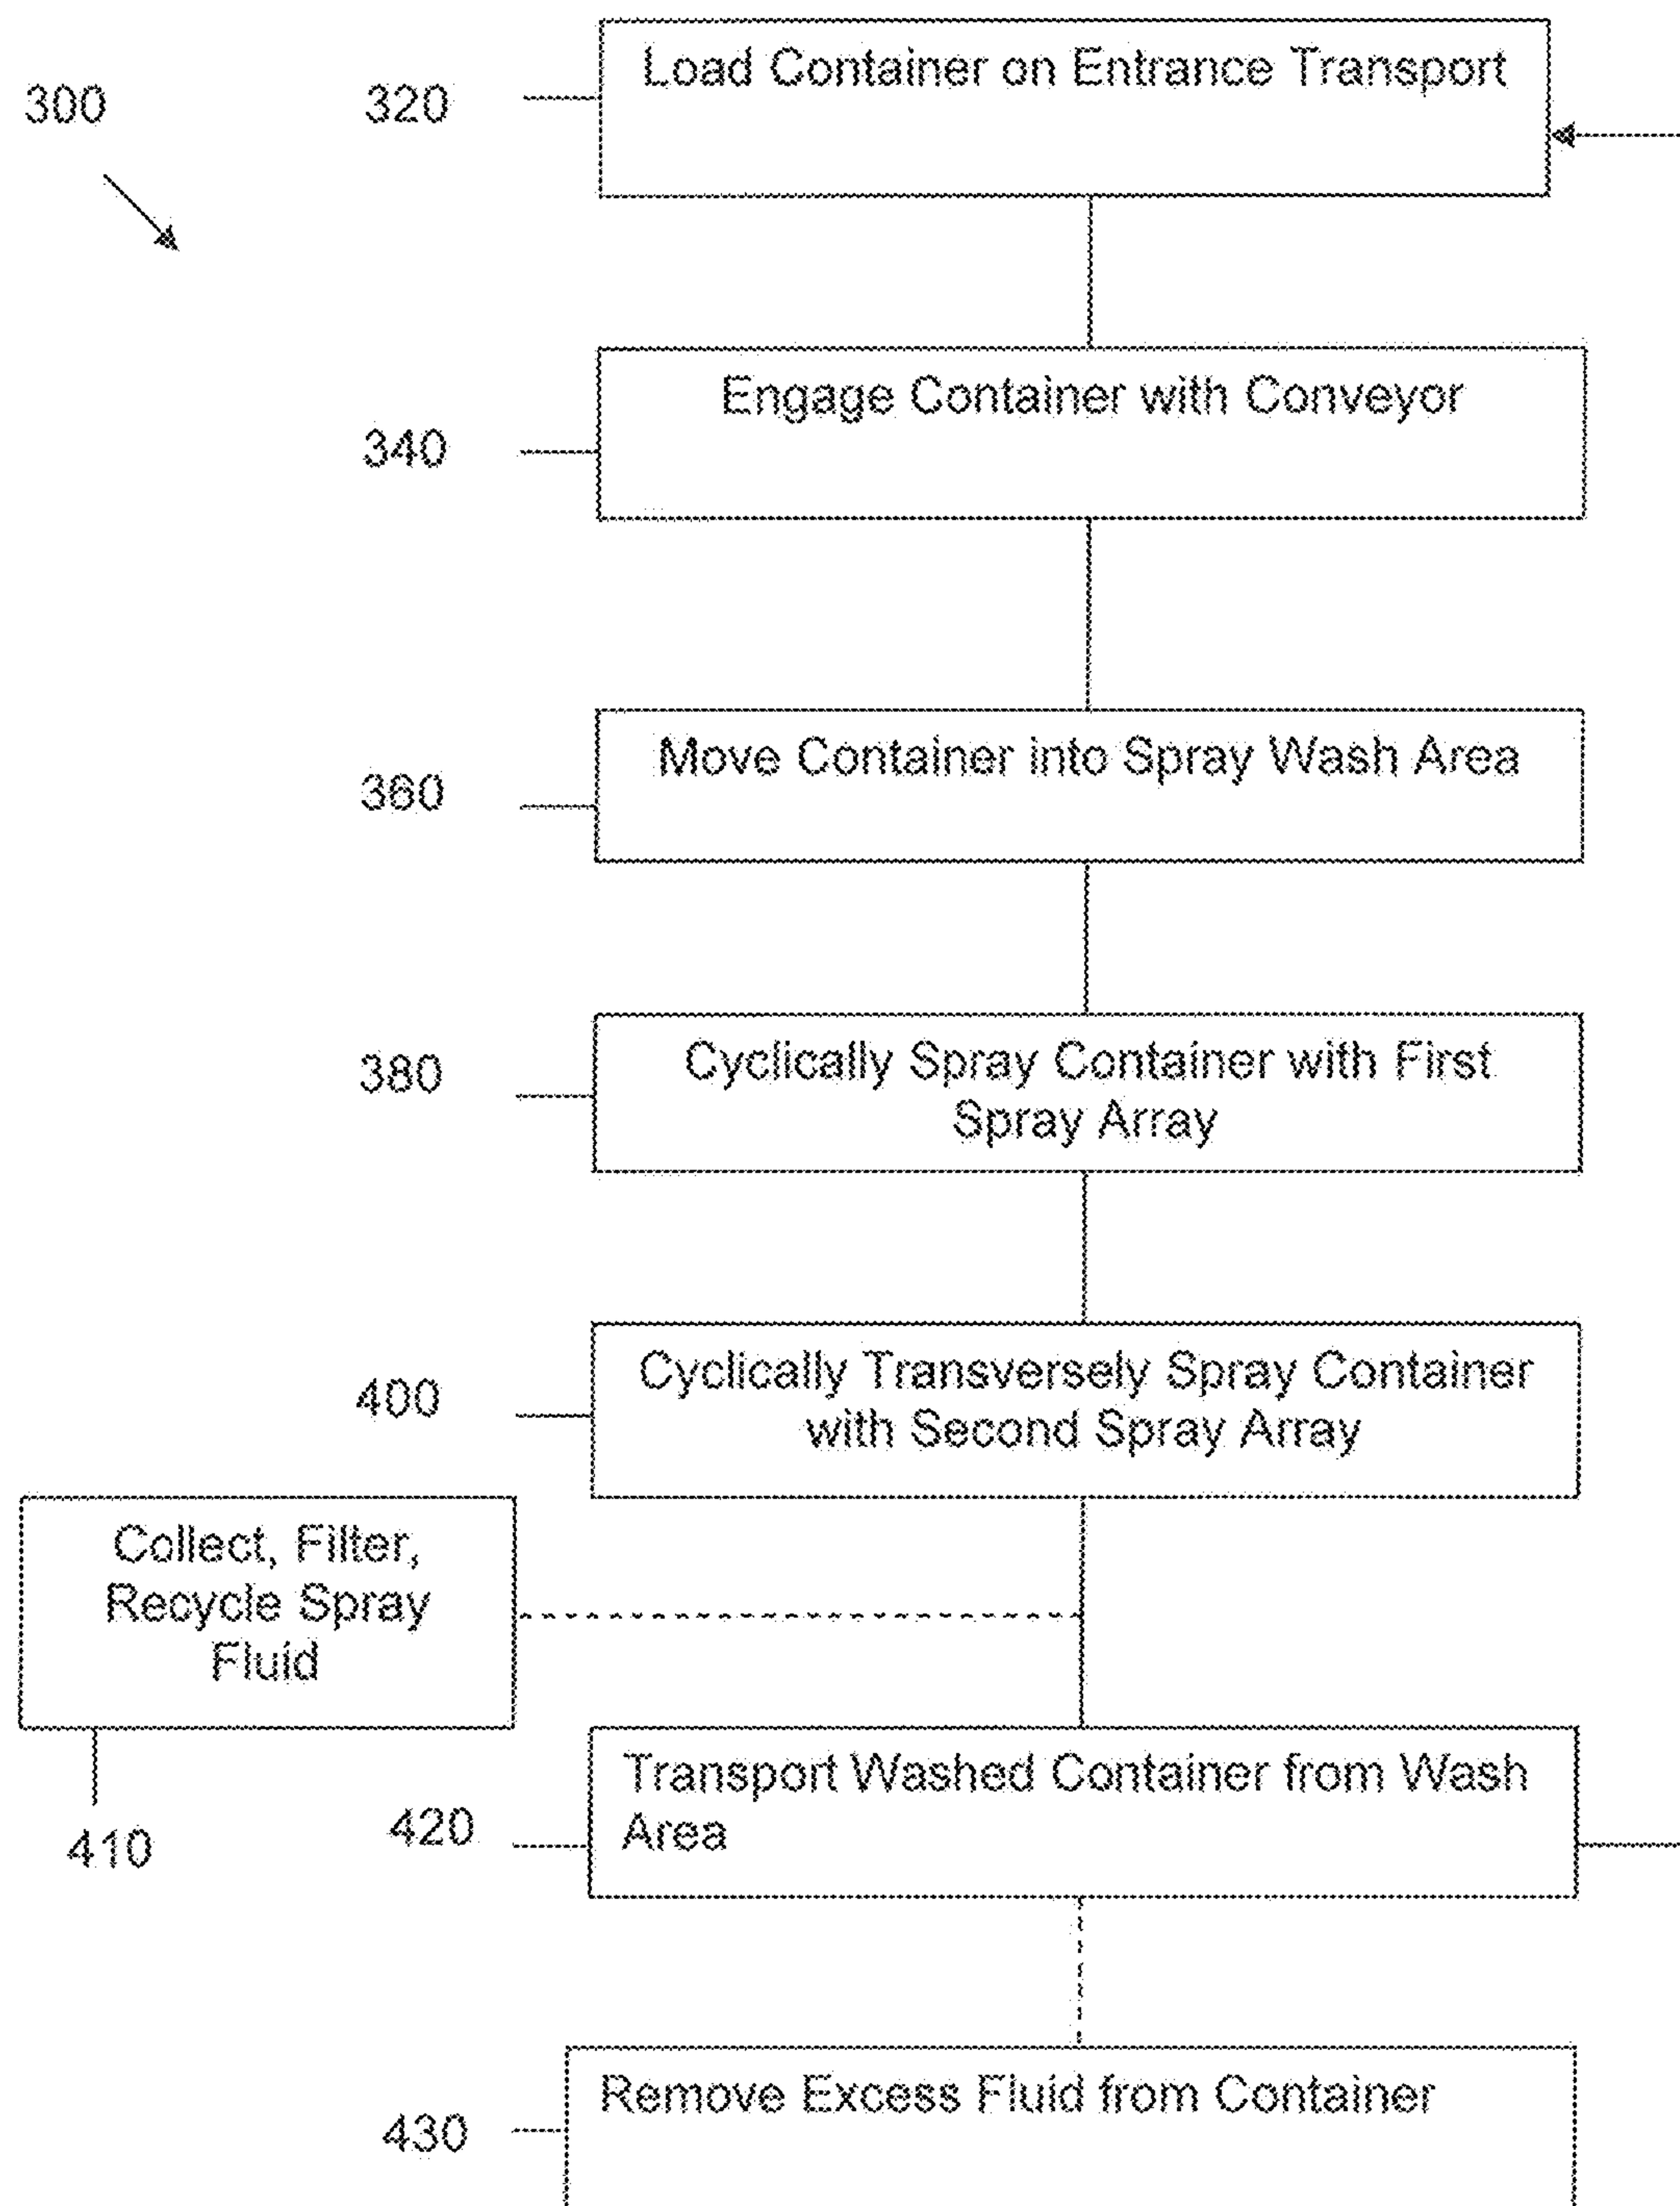 300
320
Load Container on Entrance Transport
340
Engage Container with Conveyor
360
Move Container into Spray Wash Area
380
Cyclically Spray Container with First
Spray Array
400
Cyclically Transversely Spray Container
with Second Spray Array
Collect, Filter,
Recycle Spray
Fluid
410
420
Transport Washed Container from Wash
Area
430
Remove Excess Fluid from Container